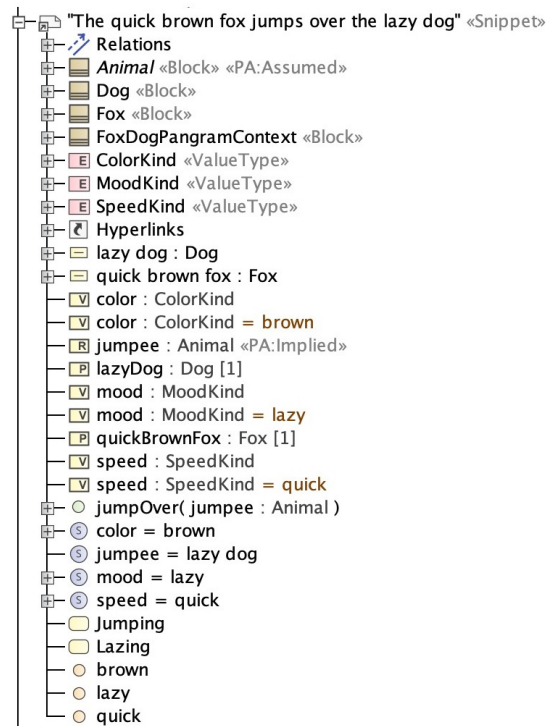 "The quick brown fox jumps over the lazy dog" «Snippet»
Relations
Animal «Block» «PA:Assumed»
Dog «Block»
Fox «Block»
FoxDogPangramContext «Block»
E ColorKind «ValueType»
E MoodKind «ValueType»
E SpeedKind «ValueType»
Hyperlinks
lazy dog : Dog
quick brown fox : Fox
V color : ColorKind
V color : ColorKind = brown
R jumpee : Animal «PA:Implied»
P lazyDog : Dog [1]
V mood : MoodKind
V mood : MoodKind = lazy
P quickBrownFox : Fox [1]
V speed : SpeedKind
V speed : SpeedKind = quick
jumpOver( jumpee : Animal )
S color = brown
S jumpee = lazy dog
S mood = lazy
S speed = quick
Jumping
Lazing
brown
lazy
quick